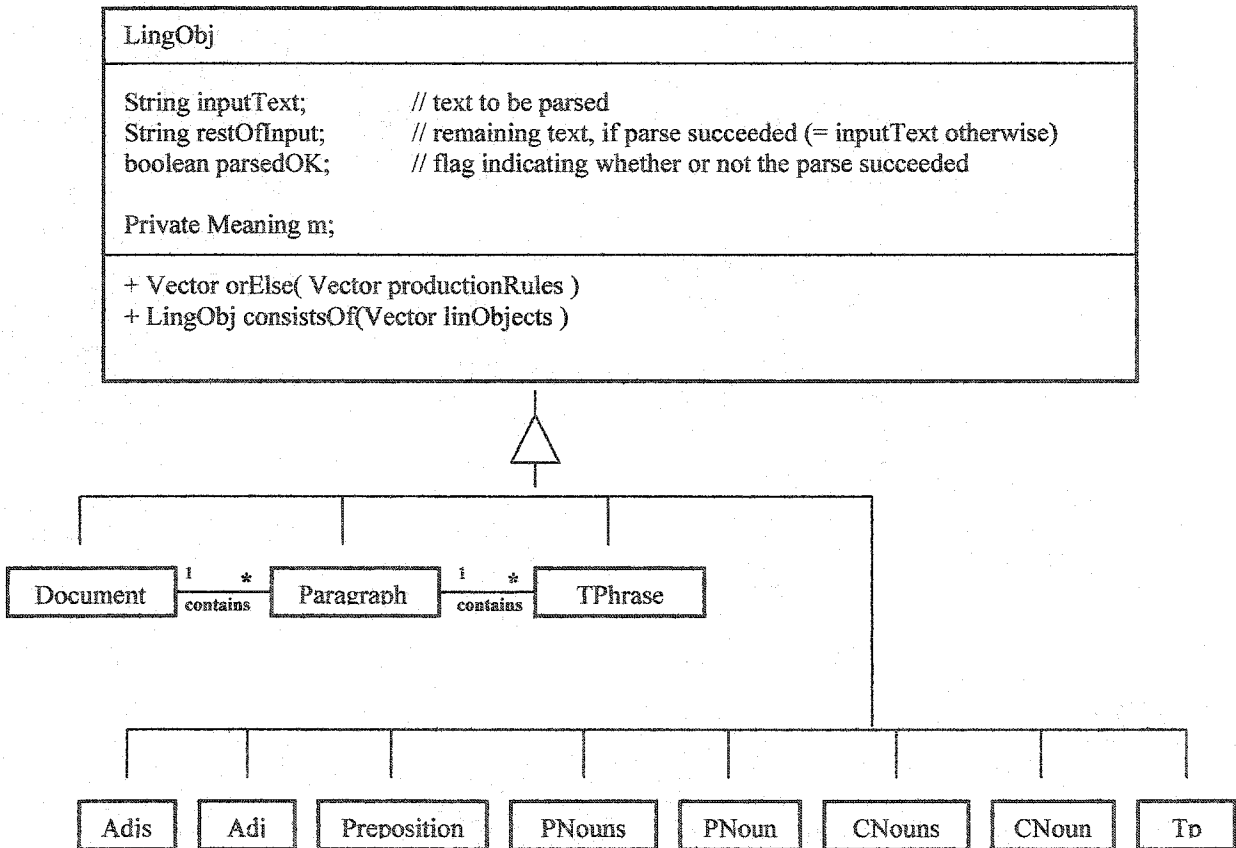 LingObj
String inputText; // text to be parsed
String restOfInput; // remaining text, if parse succeeded (= inputText otherwise)
boolean parsedOK; // flag indicating whether or not the parse succeeded
Private Meaning m;
+ Vector orElse( Vector productionRules )
+ LingObj consistsOf(Vector linObjects )
Document 1 * contains Paragraph 1 * contains TPhrase
Adjs Adj Preposition PNouns PNoun CNouns CNoun Tp